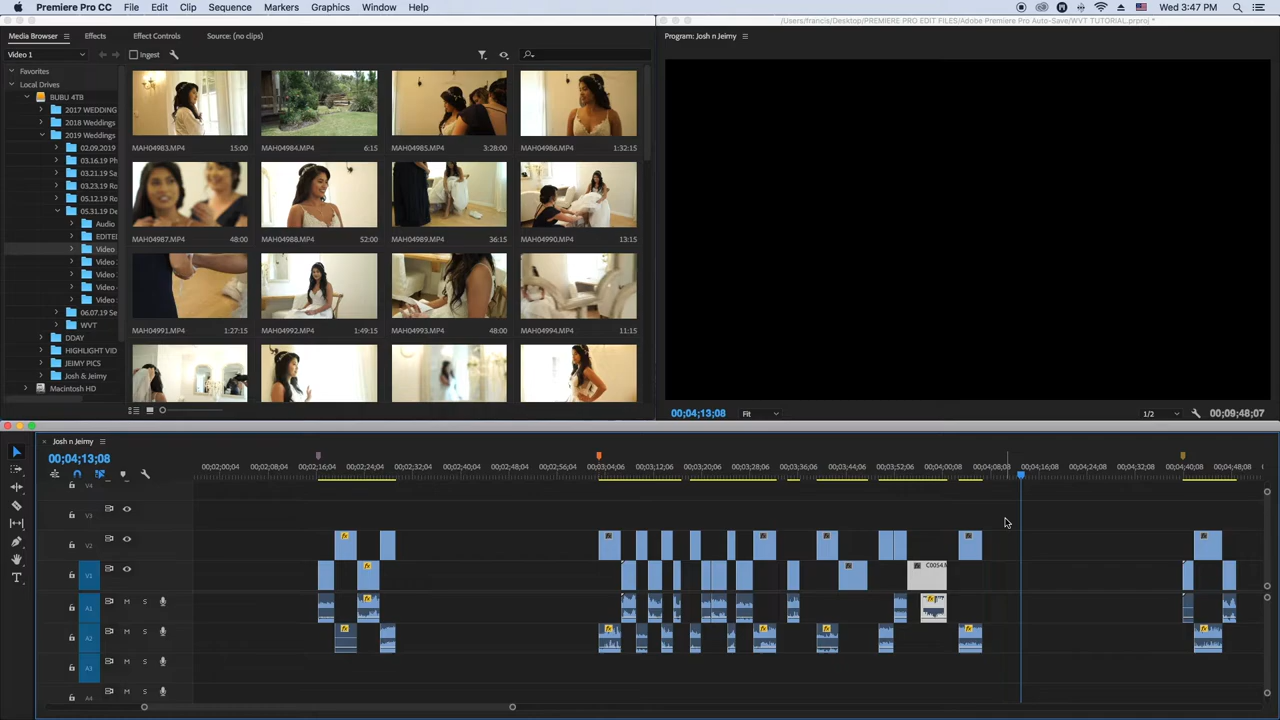 Premiere Pro CC File Edit Clip Sequence Markers Graphics Window Help Wed 3:47 PM
/Users/francis/Desktop/PREMIERE PRO EDIT FILES/Adobe Premiere Pro Auto-Save/WVT TUTORIAL.prproj *
Media Browser Effects Effect Controls Source: (no clips) Program: Josh n Jeimy
Video 1 Ingest
Favorites
Local Drives
BUBU 4TB
2017 WEDDING
2018 Weddings
2019 Weddings
02.09.2019
03.16.19 Ph
03.21.19 Sa
03.23.19 Ro
05.12.19 Ro
05.31.19 De
Audio
EDITED
Video
Video
Video
Video
Video
06.07.19 Se
WVT
DDAY
HIGHLIGHT VID
JEIMY PICS
Josh & Jeimy
Macintosh HD
MAH04983.MP4 15:00 MAH04984.MP4 6:15 MAH04985.MP4 3:28:00 MAH04986.MP4 1:32:15
MAH04987.MP4 48:00 MAH04988.MP4 52:00 MAH04989.MP4 36:15 MAH04990.MP4 13:15
MAH04991.MP4 1:27:15 MAH04992.MP4 1:49:15 MAH04993.MP4 48:00 MAH04994.MP4 11:15
00;04;13;08 Fit 1/2 00;09;48;07
Josh n Jeimy
00;04;13;08
00;02;00;04 00;02;08;04 00;02;16;04 00;02;24;04 00;02;32;04 00;02;40;04 00;02;48;04 00;02;56;04 00;03;04;06 00;03;12;06 00;03;20;06 00;03;28;06 00;03;36;06 00;03;44;06 00;03;52;06 00;04;00;08 00;04;08;08 00;04;16;08 00;04;24;08 00;04;32;08 00;04;40;08 00;04;48;08
V4
V3
V2
V1 C0054.M
A1 M S
A2 M S
A3 M S
A4 M S